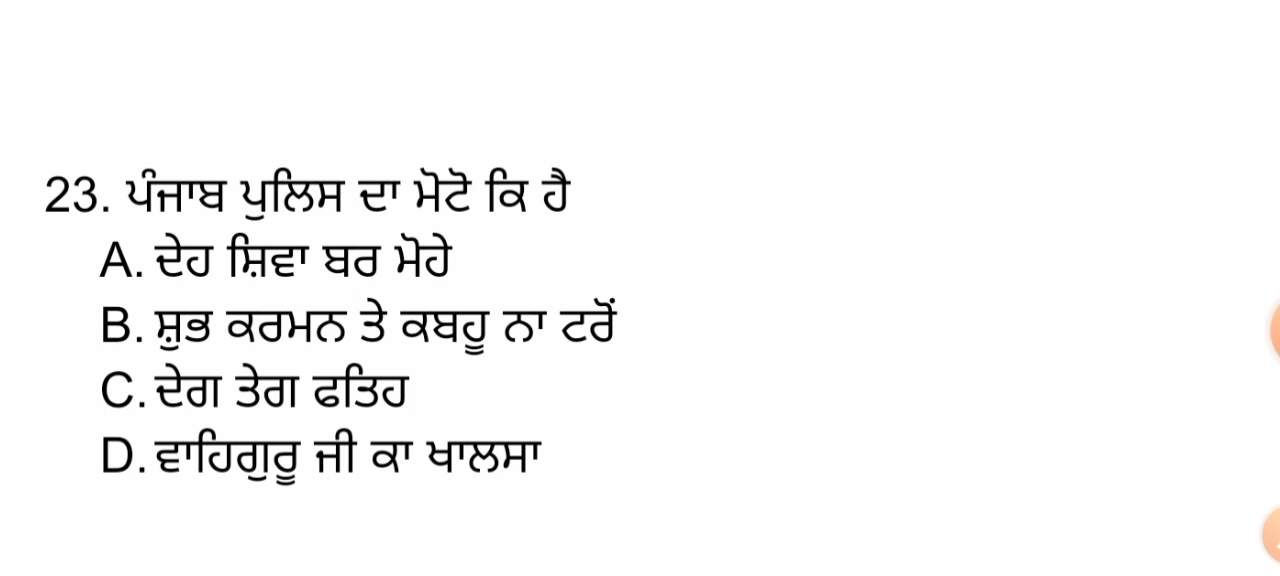 23. ਪੰਜਾਬ ਪੁਲਿਸ ਦਾ ਮੋਟੋ ਕਿ ਹੈ
A. ਦੇਹ ਸ਼ਿਵਾ ਬਰ ਮੋਹੇ
B. ਸ਼ੁਭ ਕਰਮਨ ਤੇ ਕਬਹੂ ਨਾ ਟਰੋਂ
C. ਦੇਗ ਤੇਗ ਫਤਿਹ
D. ਵਾਹਿਗੁਰੂ ਜੀ ਕਾ ਖਾਲਸਾ